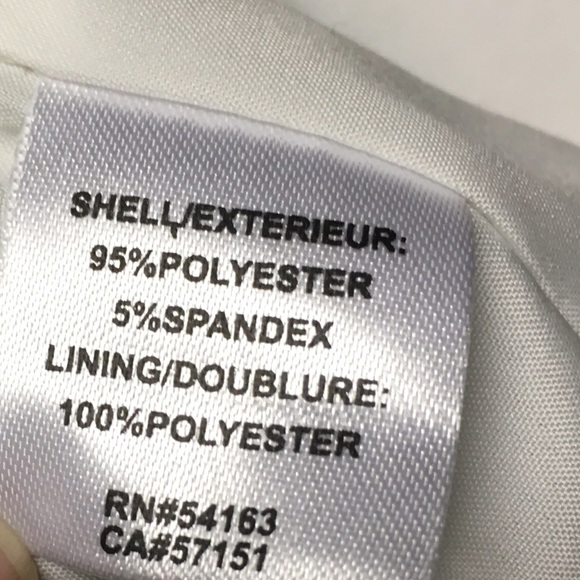 SHELL/EXTERIEUR:
95%POLYESTER
5%SPANDEX
LINING/DOUBLURE:
100%POLYESTER
RN#54163
CA#57151